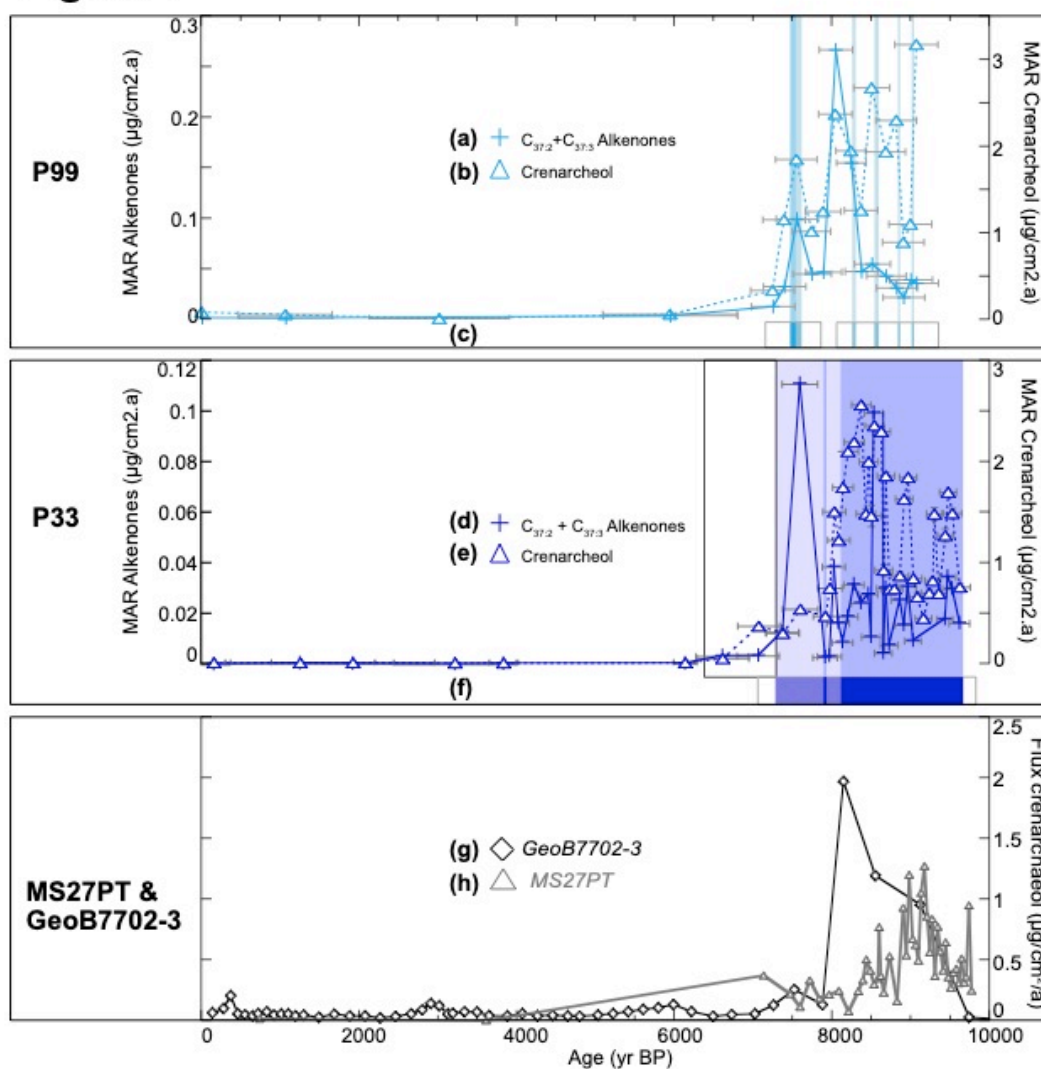 0.3
0.2
0.1
0
MAR Alkenones (µg/cm2.a)
P99
(a) C37:2+C37:3 Alkenones
(b) Crenarcheol
(c)
3
2
1
0
MAR Crenarcheol (µg/cm2.a)
0.12
0.1
0.08
0.06
0.04
0.02
0
MAR Alkenones (µg/cm2.a)
P33
(d) C37:2 + C37:3 Alkenones
(e) Crenarcheol
(f)
3
2
1
0
MAR Crenarcheol (µg/cm2.a)
MS27PT &
GeoB7702-3
(g) GeoB7702-3
(h) MS27PT
2.5
2
1.5
1
0.5
0
Flux crenarchaeol (µg/cm²/a)
0 2000 4000 6000 8000 10000
Age (yr BP)